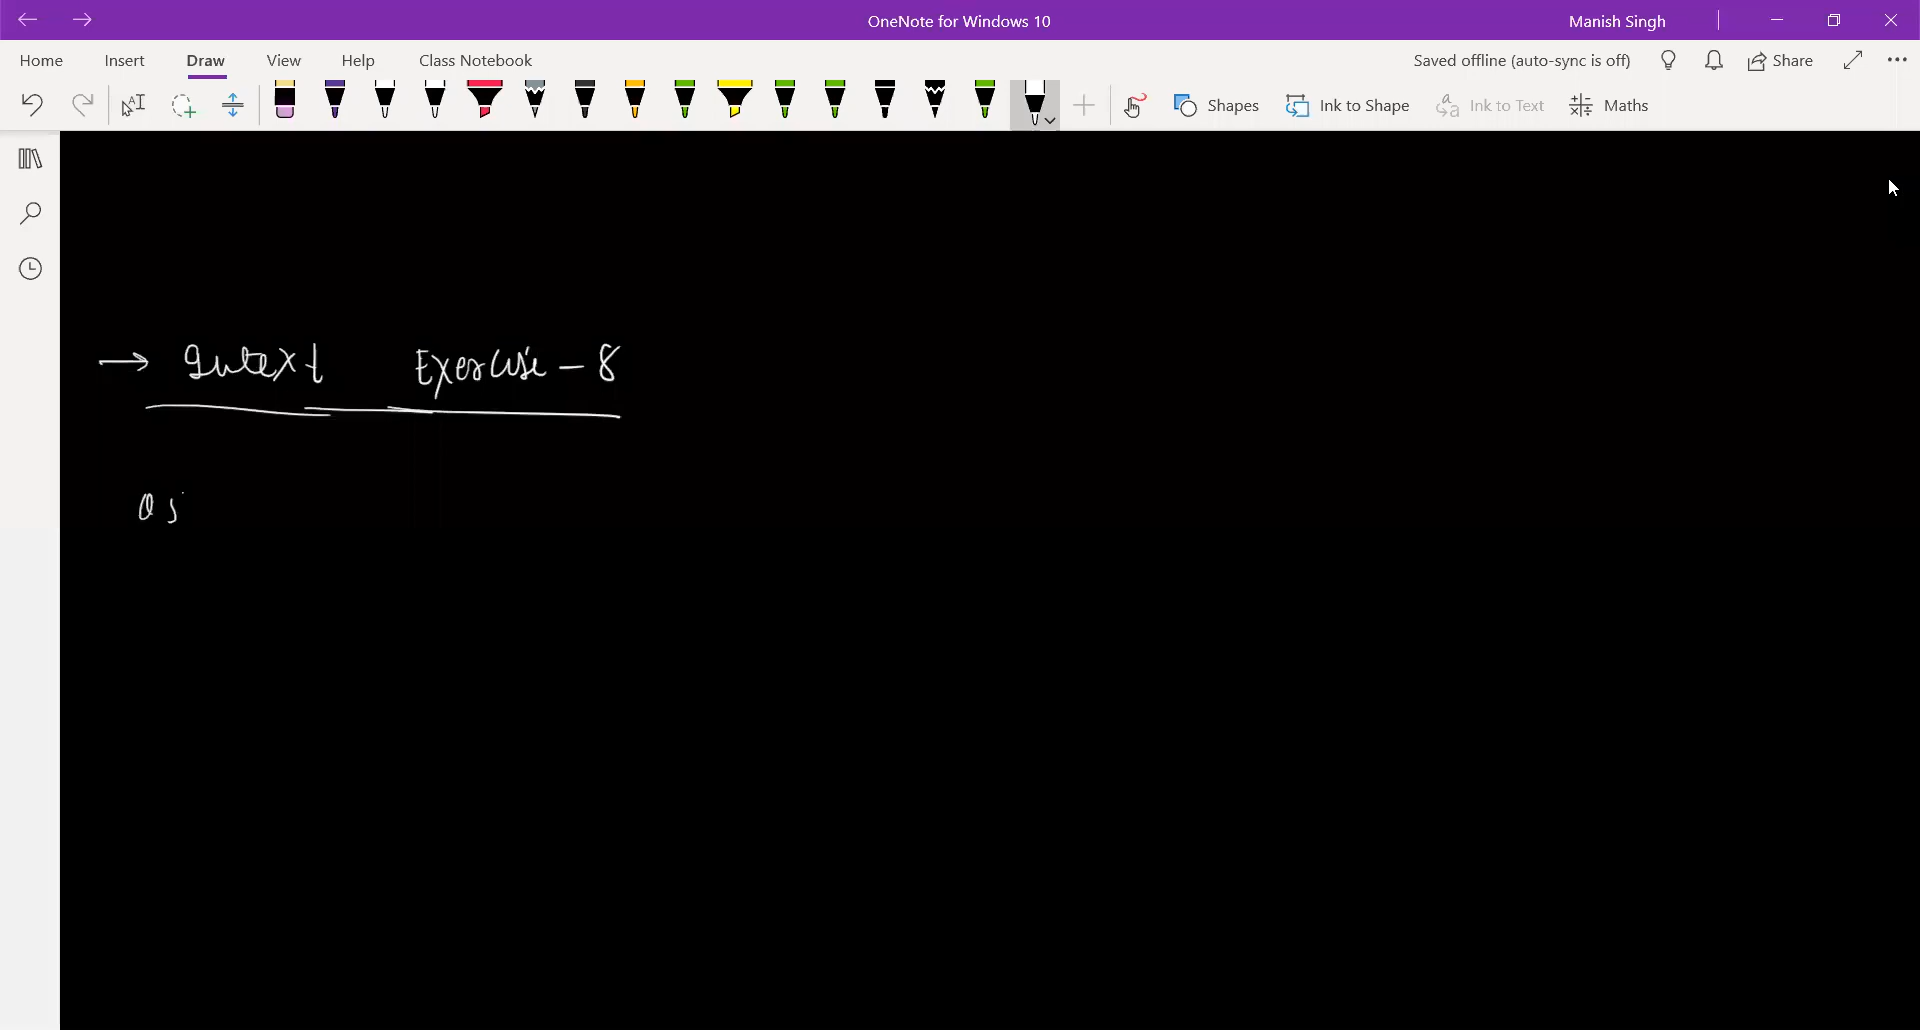 OneNote for Windows 10 Manish Singh
Home Insert Draw View Help Class Notebook Saved offline (auto-sync is off) Share
Shapes Ink to Shape Ink to Text Maths
→ Intext Exercise - 8